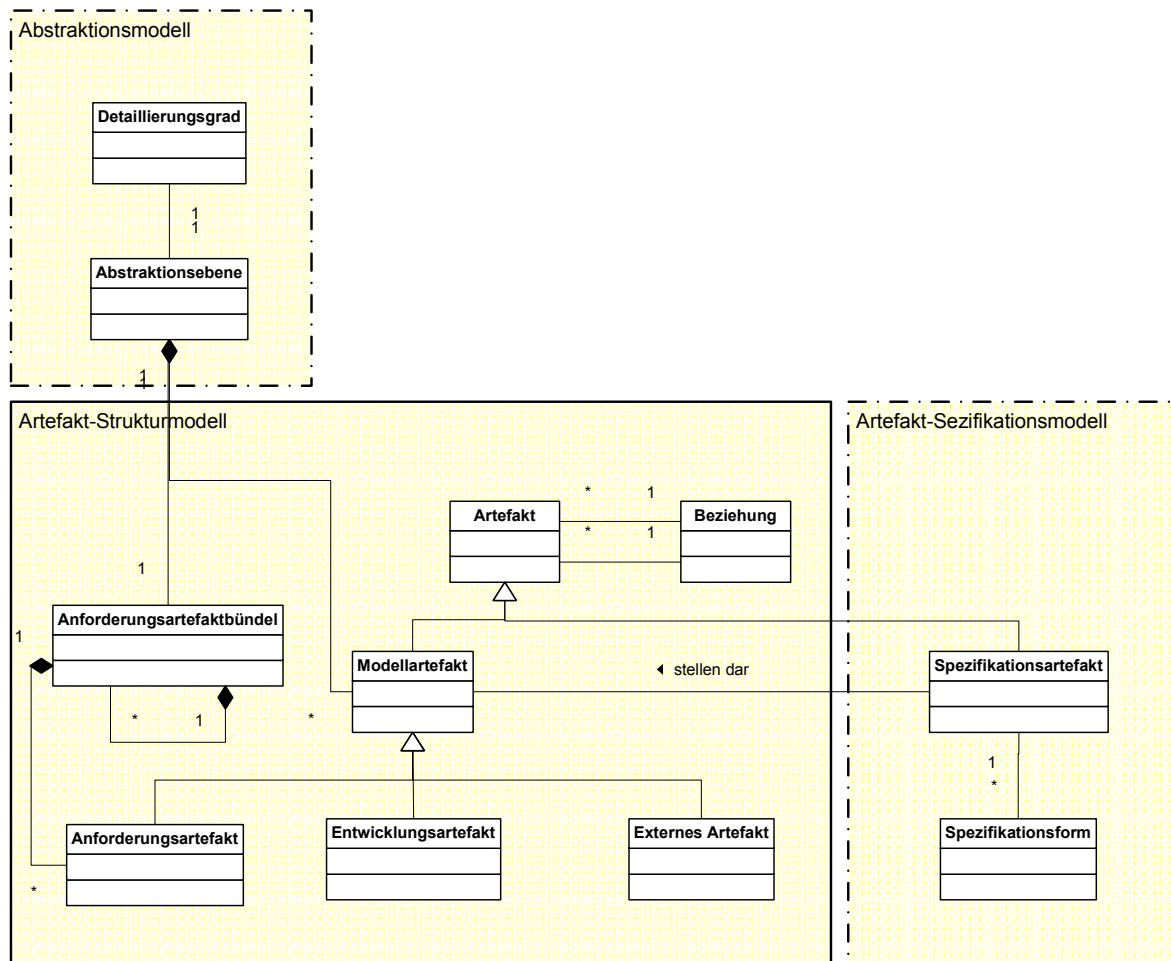 Abstraktionsmodell
Detaillierungsgrad
1
1
Abstraktionsebene
1
1
Artefakt-Strukturmodell
Artefakt-Sezifikationsmodell
* 1
Artefakt
Beziehung
* 1
1
Anforderungsartefaktbündel
1
Modellartefakt
◄ stellen dar
Spezifikationsartefakt
* 1
*
1
*
Anforderungsartefakt
Entwicklungsartefakt
Externes Artefakt
Spezifikationsform
*